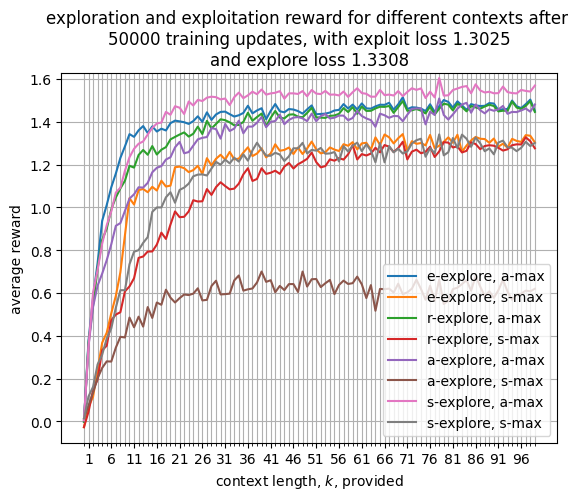 exploration and exploitation reward for different contexts after
50000 training updates, with exploit loss 1.3025
and explore loss 1.3308
average reward
1.6
1.4
1.2
1.0
0.8
0.6
0.4
0.2
0.0
e-explore, a-max
e-explore, s-max
r-explore, a-max
r-explore, s-max
a-explore, a-max
a-explore, s-max
s-explore, a-max
s-explore, s-max
1 6 11 16 21 26 31 36 41 46 51 56 61 66 71 76 81 86 91 96
context length, k, provided